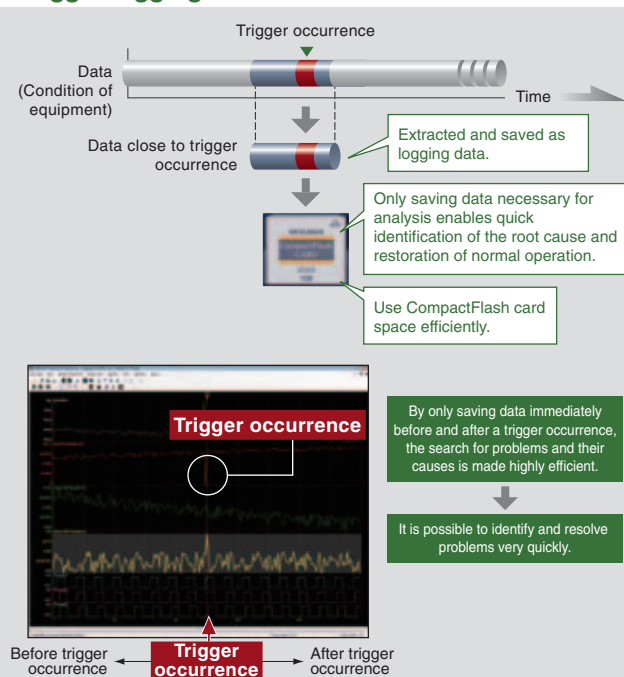 Trigger occurrence
Data
(Condition of
equipment)
Time
Data close to trigger
occurrence
Extracted and saved as
logging data.
Only saving data necessary for
analysis enables quick
identification of the root cause and
restoration of normal operation.
CompactFlash
Use CompactFlash card
space efficiently.
Trigger occurrence
By only saving data immediately
before and after a trigger occurrence,
the search for problems and their
causes is made highly efficient.
It is possible to identify and resolve
problems very quickly.
Before trigger
occurrence
Trigger
occurrence
After trigger
occurrence